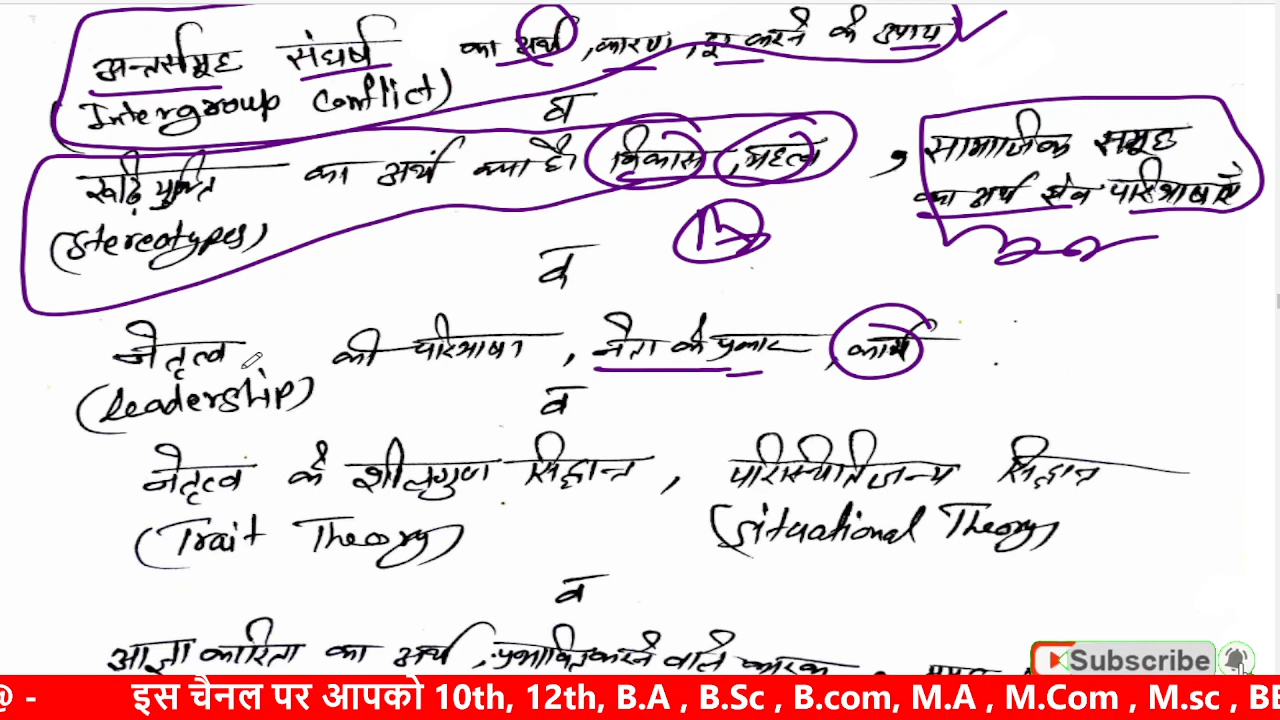 अन्तर्समूह संघर्ष का अर्थ, कारण, दूर करने के उपाय
(Intergroup Conflict)
व
रूढ़ि युक्ति का अर्थ क्या है। विकास, महत्व, सामाजिक समूह
(Stereotypes) का अर्थ एवं परिभाषाएं
व
नेतृत्व की परिभाषा, नेता के प्रकार, कार्य
(Leadership)
व
नेतृत्व के शीलगुण सिद्धान्त, परिस्थितिजन्य सिद्धान्त
(Trait Theory) (Situational Theory)
व
आज्ञाकारिता का अर्थ, प्रभावित करने वाले कारक,
Subscribe
@ - इस चैनल पर आपको 10th, 12th, B.A , B.Sc , B.com, M.A , M.Com , M.sc , BE